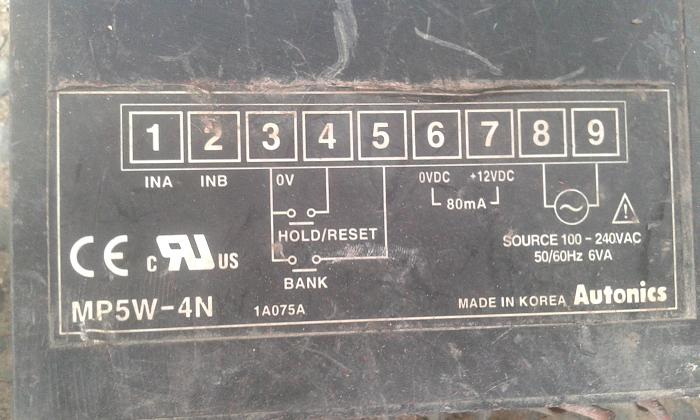 1 2 3 4 5 6 7 8 9
INA INB 0V 0VDC +12VDC
80mA
HOLD/RESET
SOURCE 100-240VAC
50/60Hz 6VA
CE C RU US
BANK
MP5W-4N 1A075A MADE IN KOREA Autonics